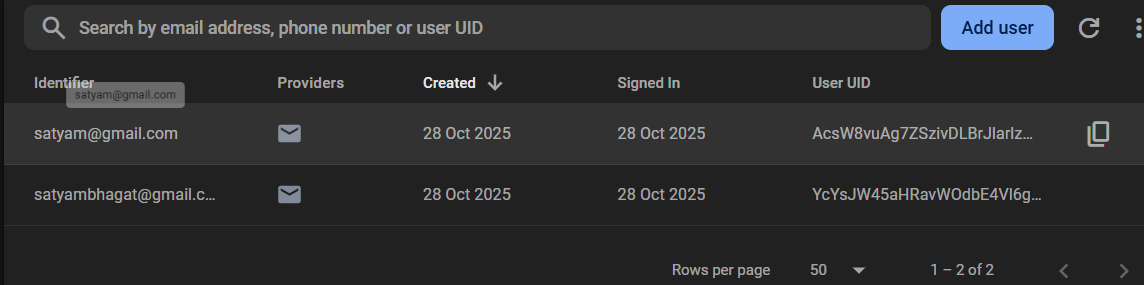 Search by email address, phone number or user UID Add user
Identifier Providers Created Signed In User UID
satyam@gmail.com
satyam@gmail.com 28 Oct 2025 28 Oct 2025 AcsW8vuAg7ZSzivDLBrJlarlz...
satyambhagat@gmail.c... 28 Oct 2025 28 Oct 2025 YcYsJW45aHRavWOdbE4Vl6g...
Rows per page 50 1 – 2 of 2